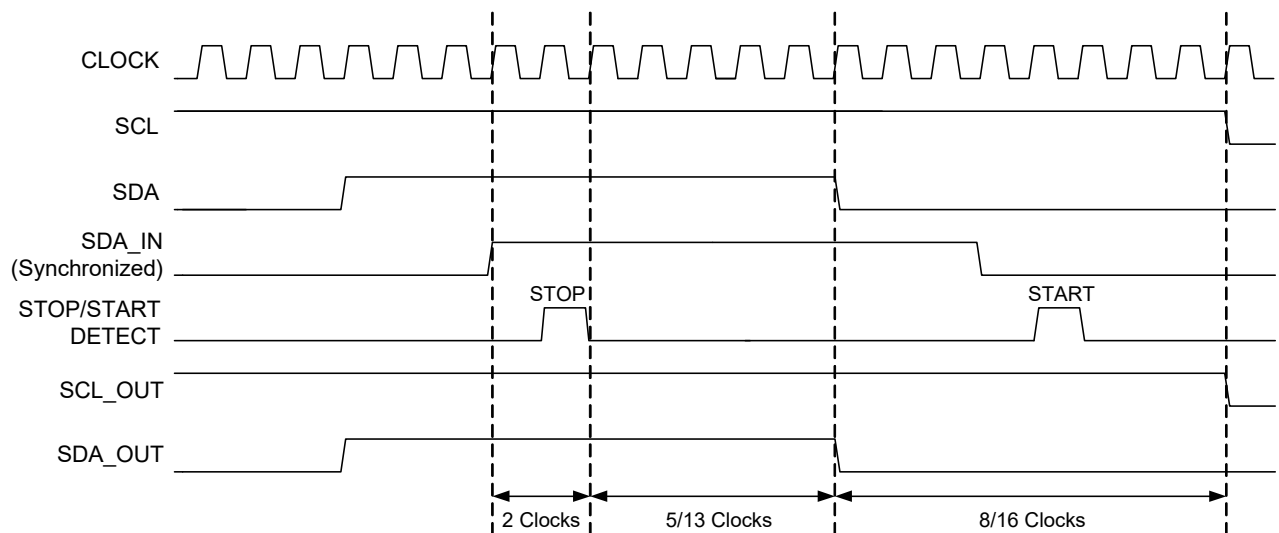 CLOCK
SCL
SDA
SDA_IN
(Synchronized)
STOP
START
STOP/START
DETECT
SCL_OUT
SDA_OUT
2 Clocks
5/13 Clocks
8/16 Clocks